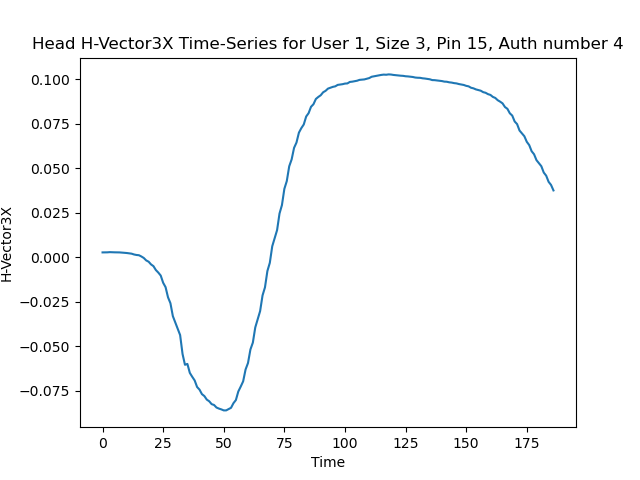 Head H-Vector3X Time-Series for User 1, Size 3, Pin 15, Auth number 4
H-Vector3X
0.100
0.075
0.050
0.025
0.000
−0.025
−0.050
−0.075
0 25 50 75 100 125 150 175
Time